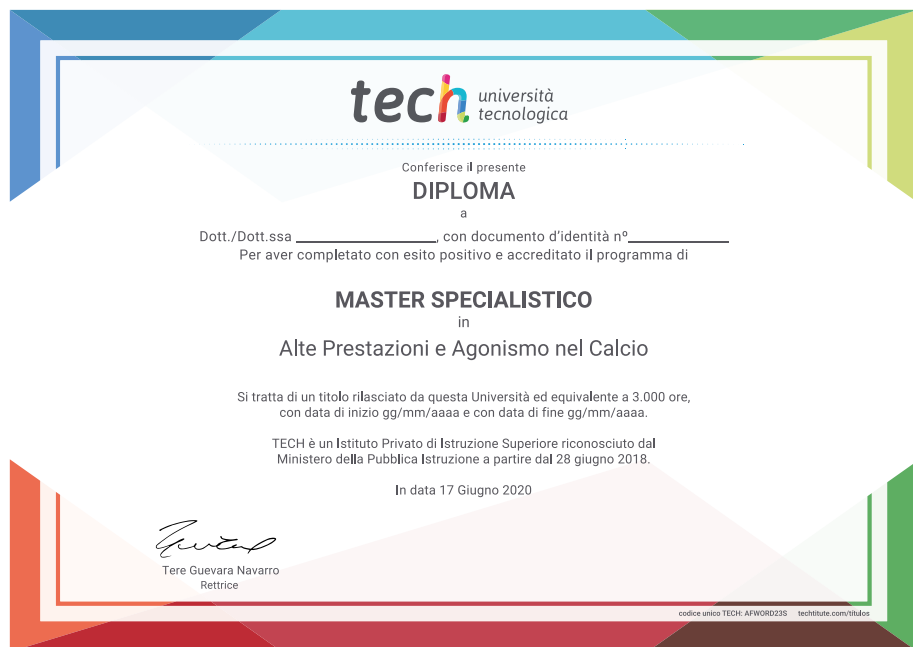 tech università
tecnologica
Conferisce il presente
DIPLOMA
a
Dott./Dott.ssa ____________, con documento d'identità nº____________
Per aver completato con esito positivo e accreditato il programma di
MASTER SPECIALISTICO
in
Alte Prestazioni e Agonismo nel Calcio
Si tratta di un titolo rilasciato da questa Università ed equivalente a 3.000 ore,
con data di inizio gg/mm/aaaa e con data di fine gg/mm/aaaa.
TECH è un Istituto Privato di Istruzione Superiore riconosciuto dal
Ministero della Pubblica Istruzione a partire dal 28 giugno 2018.
In data 17 Giugno 2020
Tere Guevara Navarro
Rettrice
codice unico TECH: AFWORD23S techtitute.com/titulos